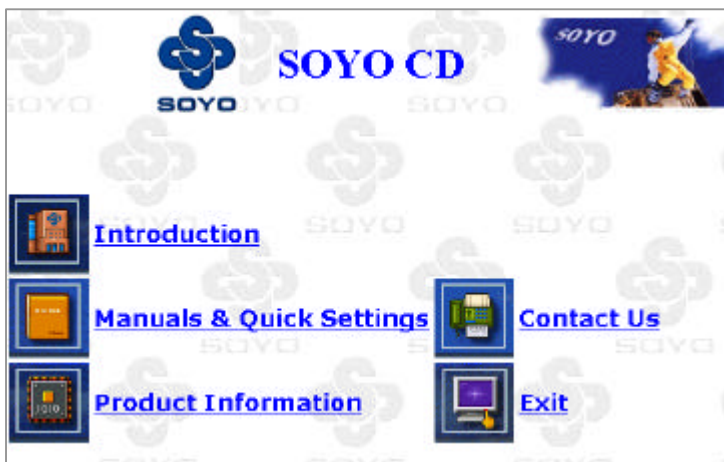 SOYO
SOYO CD
SOYO
Introduction
Manuals & Quick Settings
Contact Us
Product Information
Exit